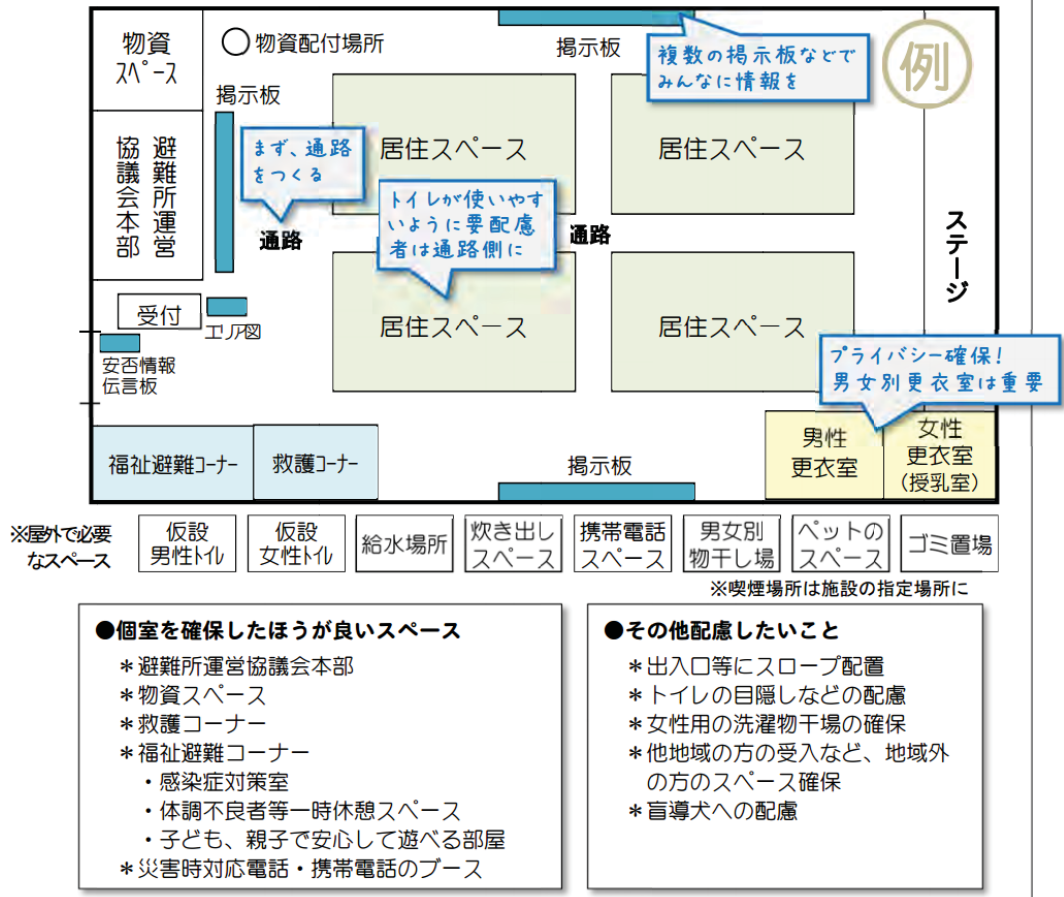 物資
スペース
○物資配付場所
掲示板
複数の掲示板などで
みんなに情報を
例
掲示板
避難所運営
協議会本部
まず、通路
をつくる
居住スペース
居住スペース
トイレが使いやす
いように要配慮
者は通路側に
通路
通路
ステージ
受付
エリア図
居住スペース
居住スペース
安否情報
伝言板
プライバシー確保!
男女別更衣室は重要
福祉避難コーナー
救護コーナー
掲示板
男性
更衣室
女性
更衣室
(授乳室)
※屋外で必要
なスペース
仮設
男性トイレ
仮設
女性トイレ
給水場所
炊き出し
スペース
携帯電話
スペース
男女別
物干し場
ペットの
スペース
ゴミ置場
※喫煙場所は施設の指定場所に
●個室を確保したほうが良いスペース
＊避難所運営協議会本部
＊物資スペース
＊救護コーナー
＊福祉避難コーナー
・感染症対策室
・体調不良者等一時休憩スペース
・子ども、親子で安心して遊べる部屋
＊災害時対応電話・携帯電話のブース
●その他配慮したいこと
＊出入口等にスロープ配置
＊トイレの目隠しなどの配慮
＊女性用の洗濯物干場の確保
＊他地域の方の受入など、地域外
の方のスペース確保
＊盲導犬への配慮